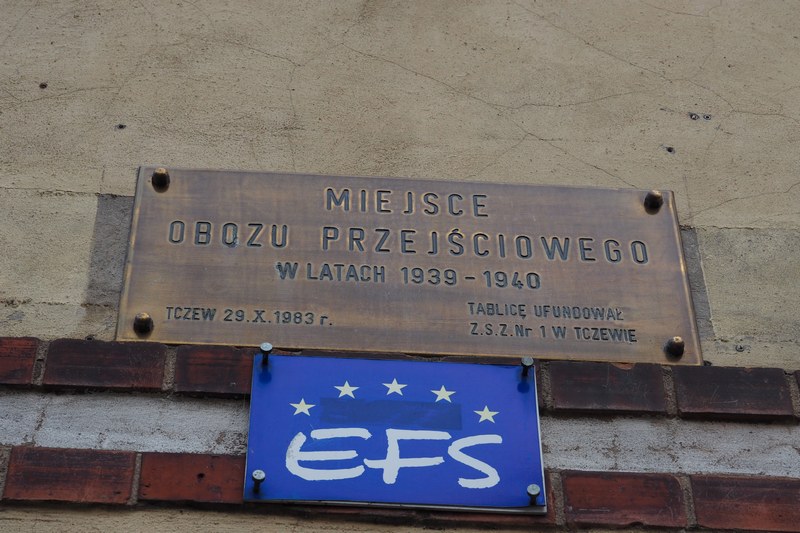 MIEJSCE
OBOZU PRZEJŚCIOWEGO
W LATACH 1939-1940
TCZEW 29.X.1983 r.
TABLICĘ UFUNDOWAŁ
Z.S.Z.Nr 1 W TCZEWIE
EFS